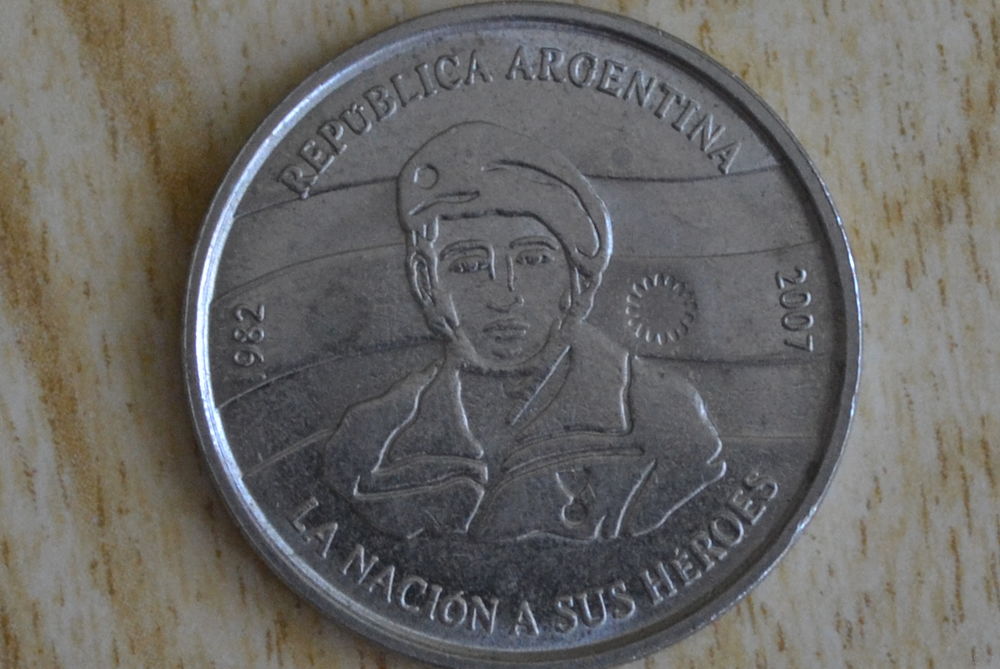 REPÚBLICA ARGENTINA
1982
2007
LA NACIÓN A SUS HÉROES